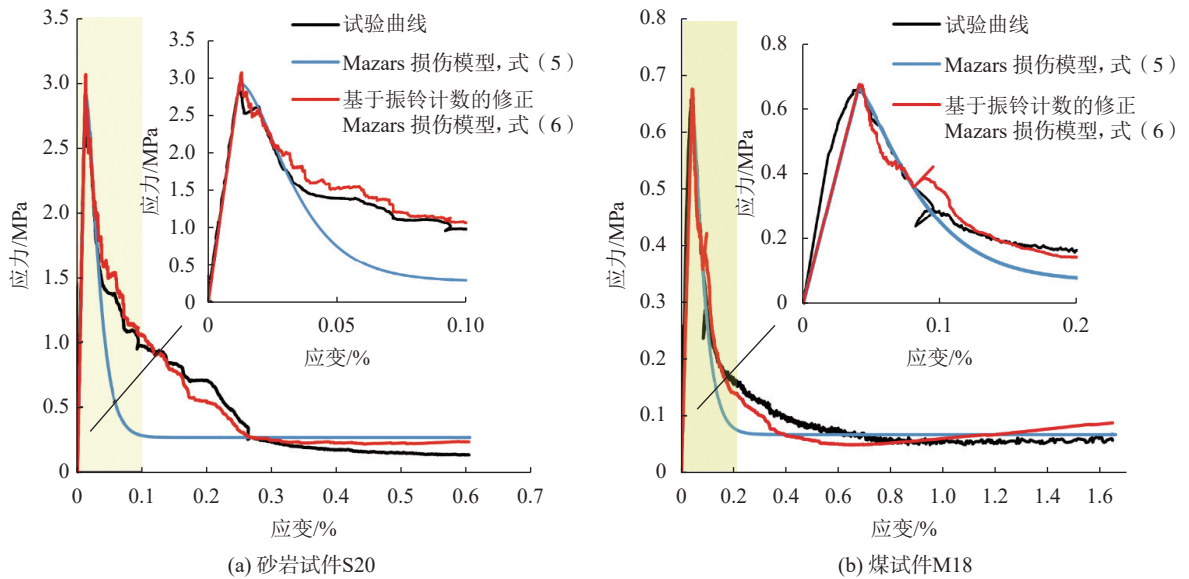 3.5
3.0
2.5
2.0
1.5
1.0
0.5
0
应力/MPa
0
0.1
0.2
0.3
0.4
0.5
0.6
0.7
应变/%
3.5
3.0
2.5
2.0
1.5
1.0
0.5
0
应力/MPa
0
0.05
0.10
应变/%
试验曲线
Mazars 损伤模型，式（5）
基于振铃计数的修正
Mazars 损伤模型，式（6）
(a) 砂岩试件S20
0.8
0.7
0.6
0.5
0.4
0.3
0.2
0.1
0
应力/MPa
0
0.2
0.4
0.6
0.8
1.0
1.2
1.4
1.6
应变/%
0.8
0.6
0.4
0.2
0
应力/MPa
0
0.1
0.2
应变/%
试验曲线
Mazars 损伤模型，式（5）
基于振铃计数的修正
Mazars 损伤模型，式（6）
(b) 煤试件M18